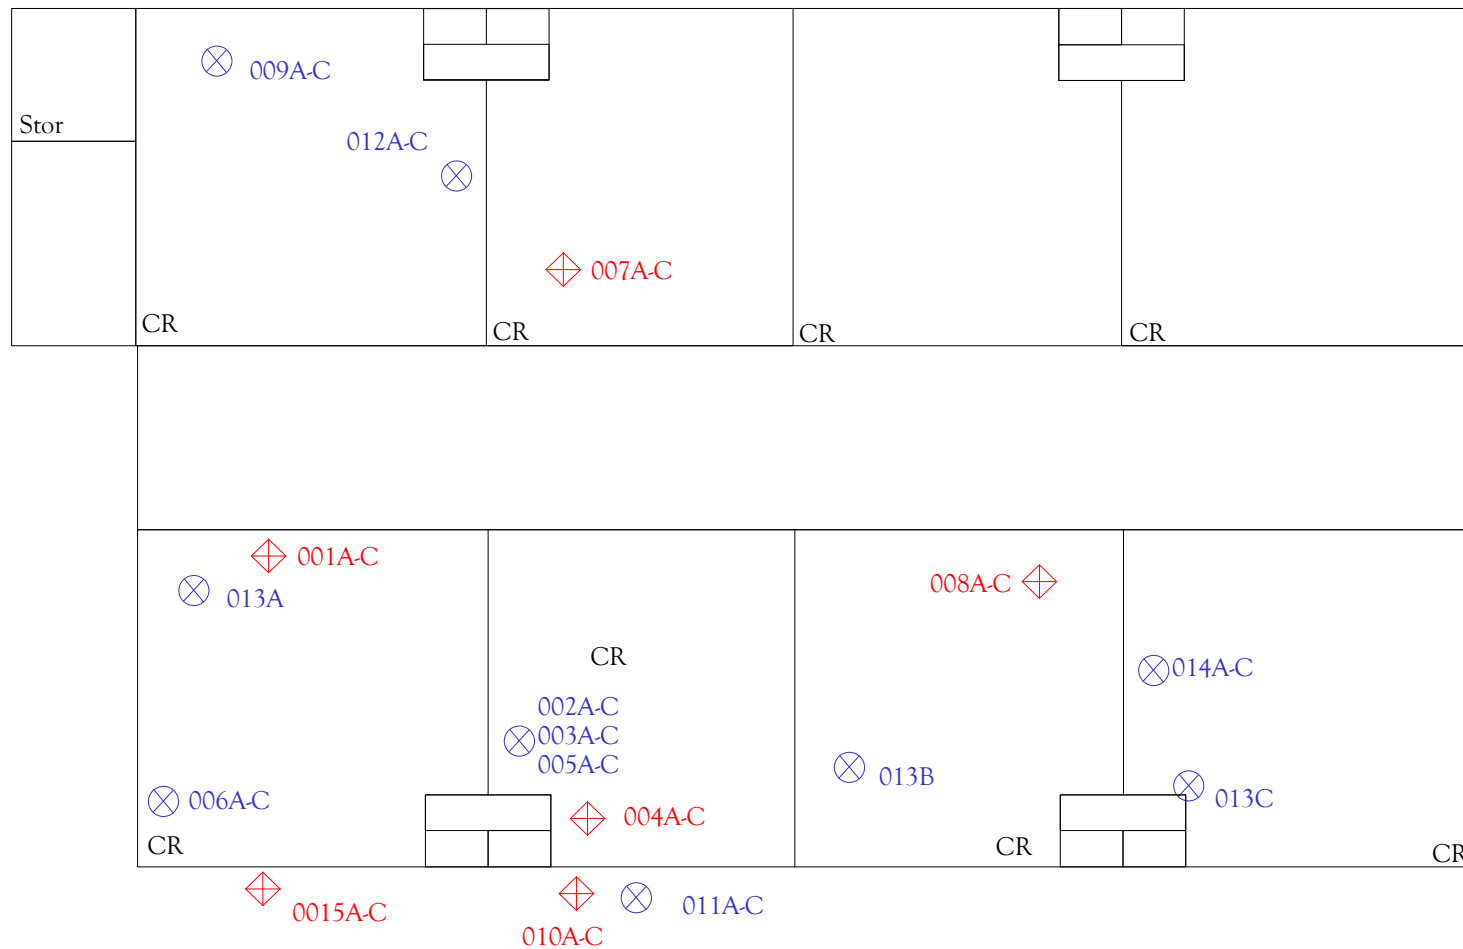 009A-C
Stor
012A-C
007A-C
CR
CR
CR
CR
001A-C
013A
008A-C
CR
014A-C
002A-C
003A-C
005A-C
013B
013C
006A-C
004A-C
CR
CR
CR
0015A-C
011A-C
010A-C